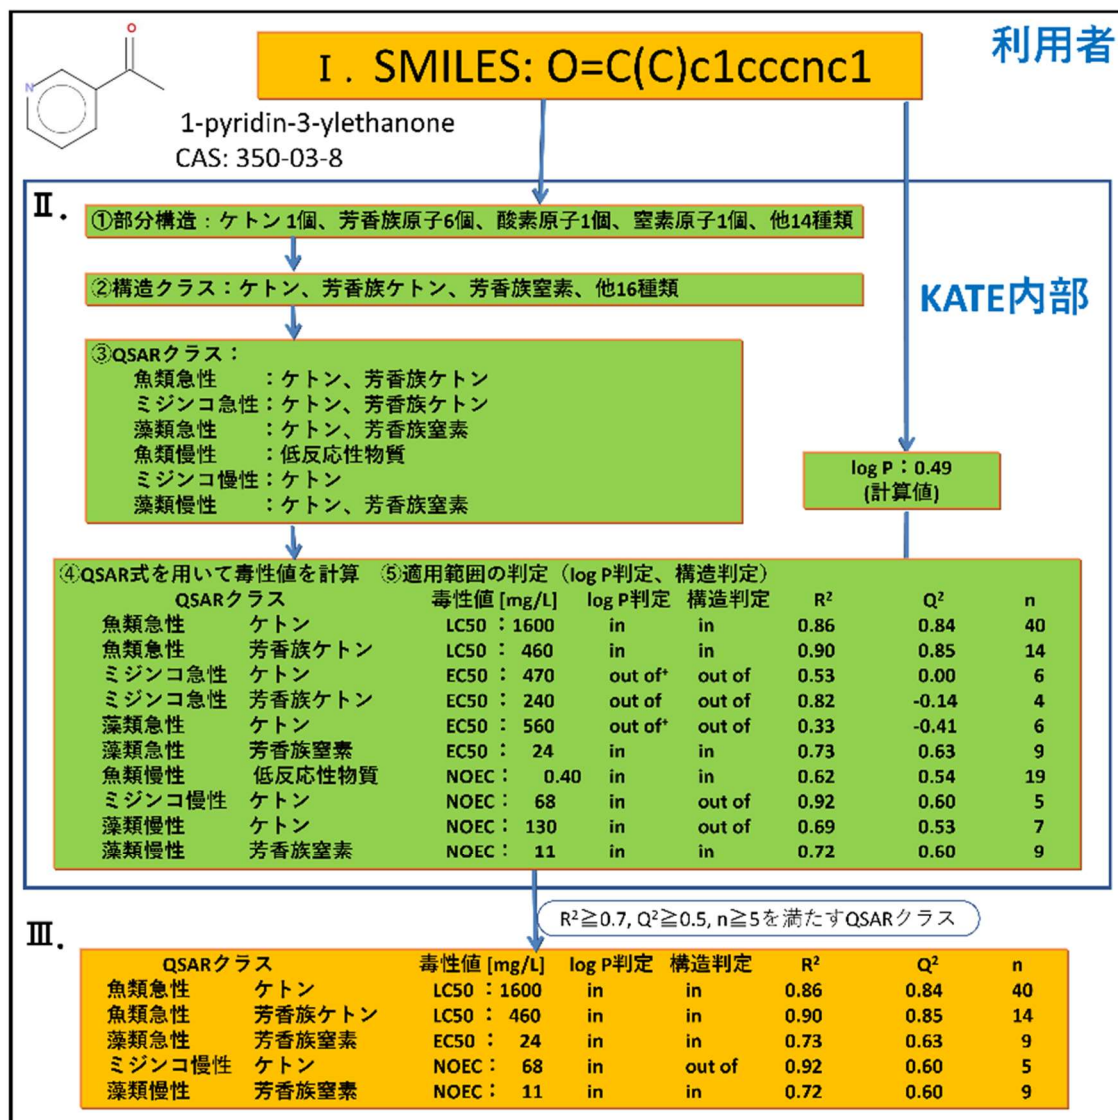 O
N
利用者
Ⅰ．SMILES: O=C(C)c1cccnc1
1-pyridin-3-ylethanone
CAS: 350-03-8
Ⅱ．
①部分構造：ケトン 1個、芳香族原子6個、酸素原子1個、窒素原子1個、他14種類
②構造クラス：ケトン、芳香族ケトン、芳香族窒素、他16種類
KATE内部
③QSARクラス：
魚類急性　　：ケトン、芳香族ケトン
ミジンコ急性：ケトン、芳香族ケトン
藻類急性　　：ケトン、芳香族窒素
魚類慢性　　：低反応性物質
ミジンコ慢性：ケトン
藻類慢性　　：ケトン、芳香族窒素
log P：0.49
(計算値)
④QSAR式を用いて毒性値を計算　⑤適用範囲の判定（log P判定、構造判定）
QSARクラス 毒性値 [mg/L] log P判定 構造判定 R² Q² n
魚類急性 ケトン LC50 ：1600 in in 0.86 0.84 40
魚類急性 芳香族ケトン LC50 ： 460 in in 0.90 0.85 14
ミジンコ急性 ケトン EC50 ： 470 out of⁺ out of 0.53 0.00 6
ミジンコ急性 芳香族ケトン EC50 ： 240 out of out of 0.82 -0.14 4
藻類急性 ケトン EC50 ： 560 out of⁺ out of 0.33 -0.41 6
藻類急性 芳香族窒素 EC50 ： 24 in in 0.73 0.63 9
魚類慢性 低反応性物質 NOEC： 0.40 in in 0.62 0.54 19
ミジンコ慢性 ケトン NOEC： 68 in out of 0.92 0.60 5
藻類慢性 ケトン NOEC： 130 in out of 0.69 0.53 7
藻類慢性 芳香族窒素 NOEC： 11 in in 0.72 0.60 9
R²≧0.7, Q²≧0.5, n≧5を満たすQSARクラス
Ⅲ．
QSARクラス 毒性値 [mg/L] log P判定 構造判定 R² Q² n
魚類急性 ケトン LC50 ：1600 in in 0.86 0.84 40
魚類急性 芳香族ケトン LC50 ： 460 in in 0.90 0.85 14
藻類急性 芳香族窒素 EC50 ： 24 in in 0.73 0.63 9
ミジンコ慢性 ケトン NOEC： 68 in out of 0.92 0.60 5
藻類慢性 芳香族窒素 NOEC： 11 in in 0.72 0.60 9